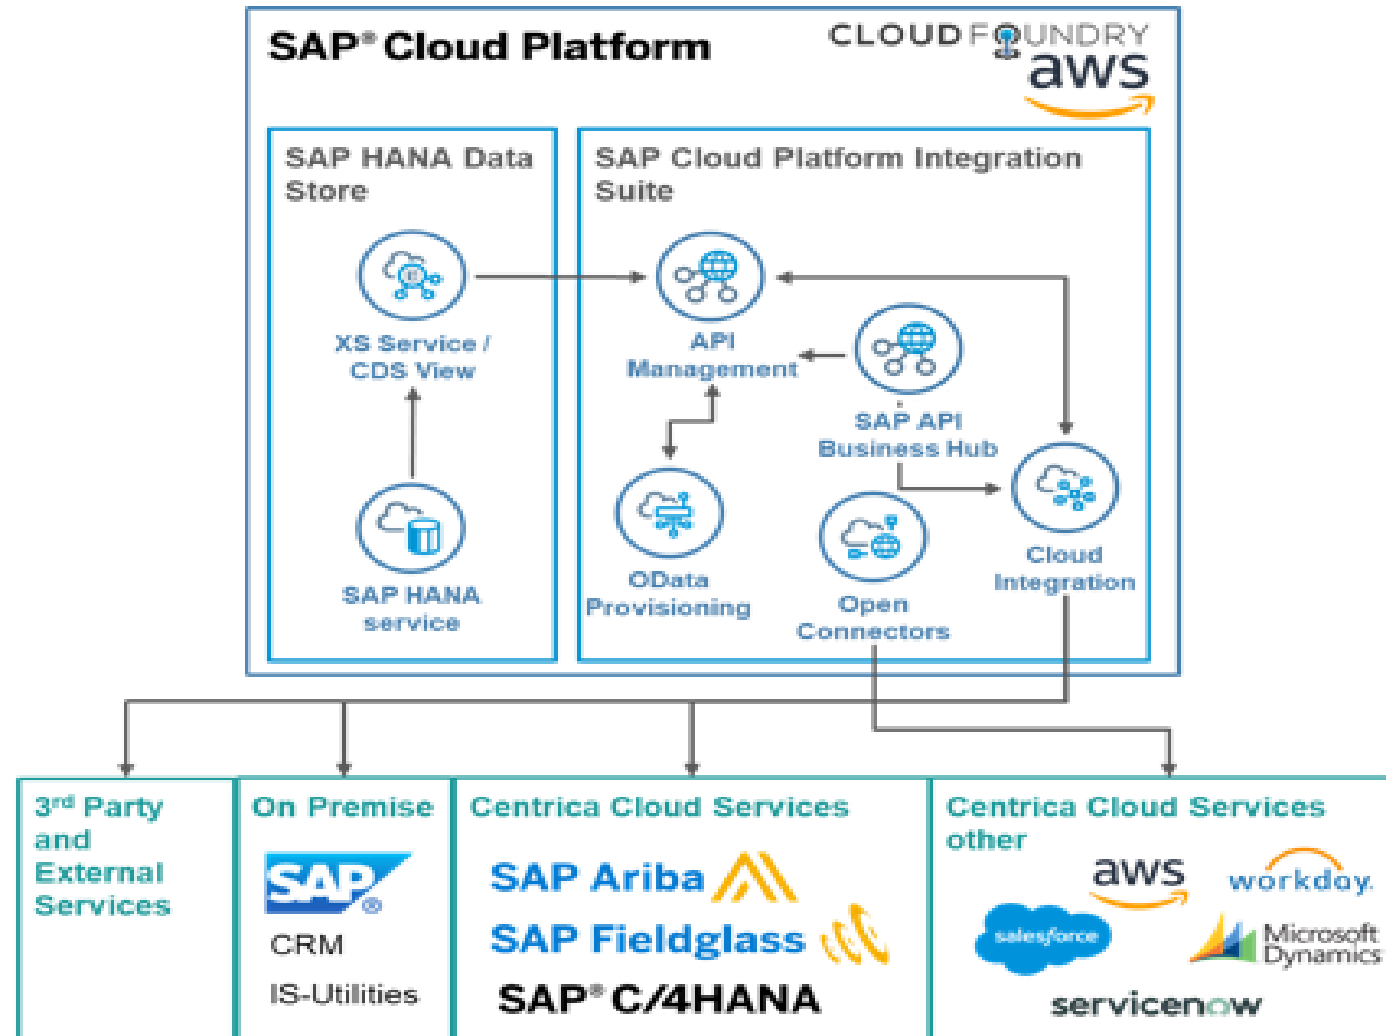 SAP® Cloud Platform
CLOUD FOUNDRY
aws
SAP HANA Data
Store
SAP Cloud Platform Integration
Suite
XS Service /
CDS View
API
Management
SAP API
Business Hub
SAP HANA
service
OData
Provisioning
Open
Connectors
Cloud
Integration
3rd Party
and
External
Services
On Premise
SAP®
CRM
IS-Utilities
Centrica Cloud Services
SAP Ariba
SAP Fieldglass
SAP® C/4HANA
Centrica Cloud Services
other
aws
workday.
salesforce
Microsoft
Dynamics
servicenow